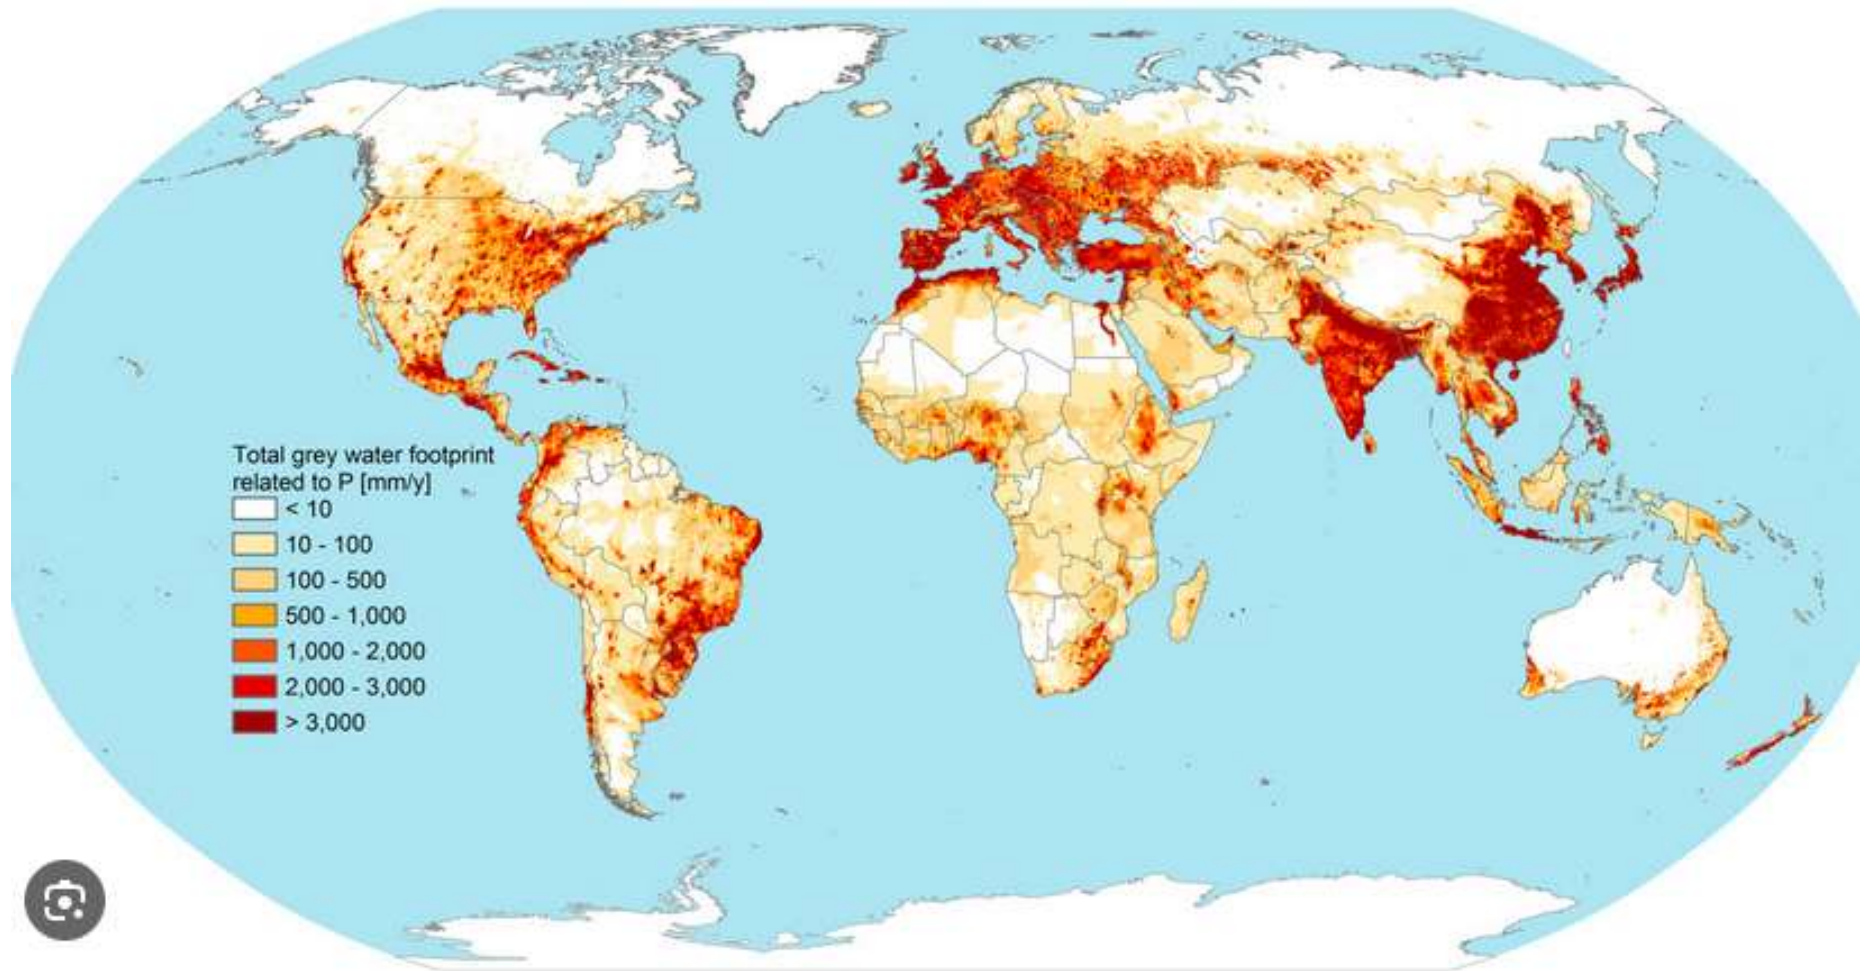 Total grey water footprint
related to P [mm/y]
< 10
10 - 100
100 - 500
500 - 1,000
1,000 - 2,000
2,000 - 3,000
> 3,000